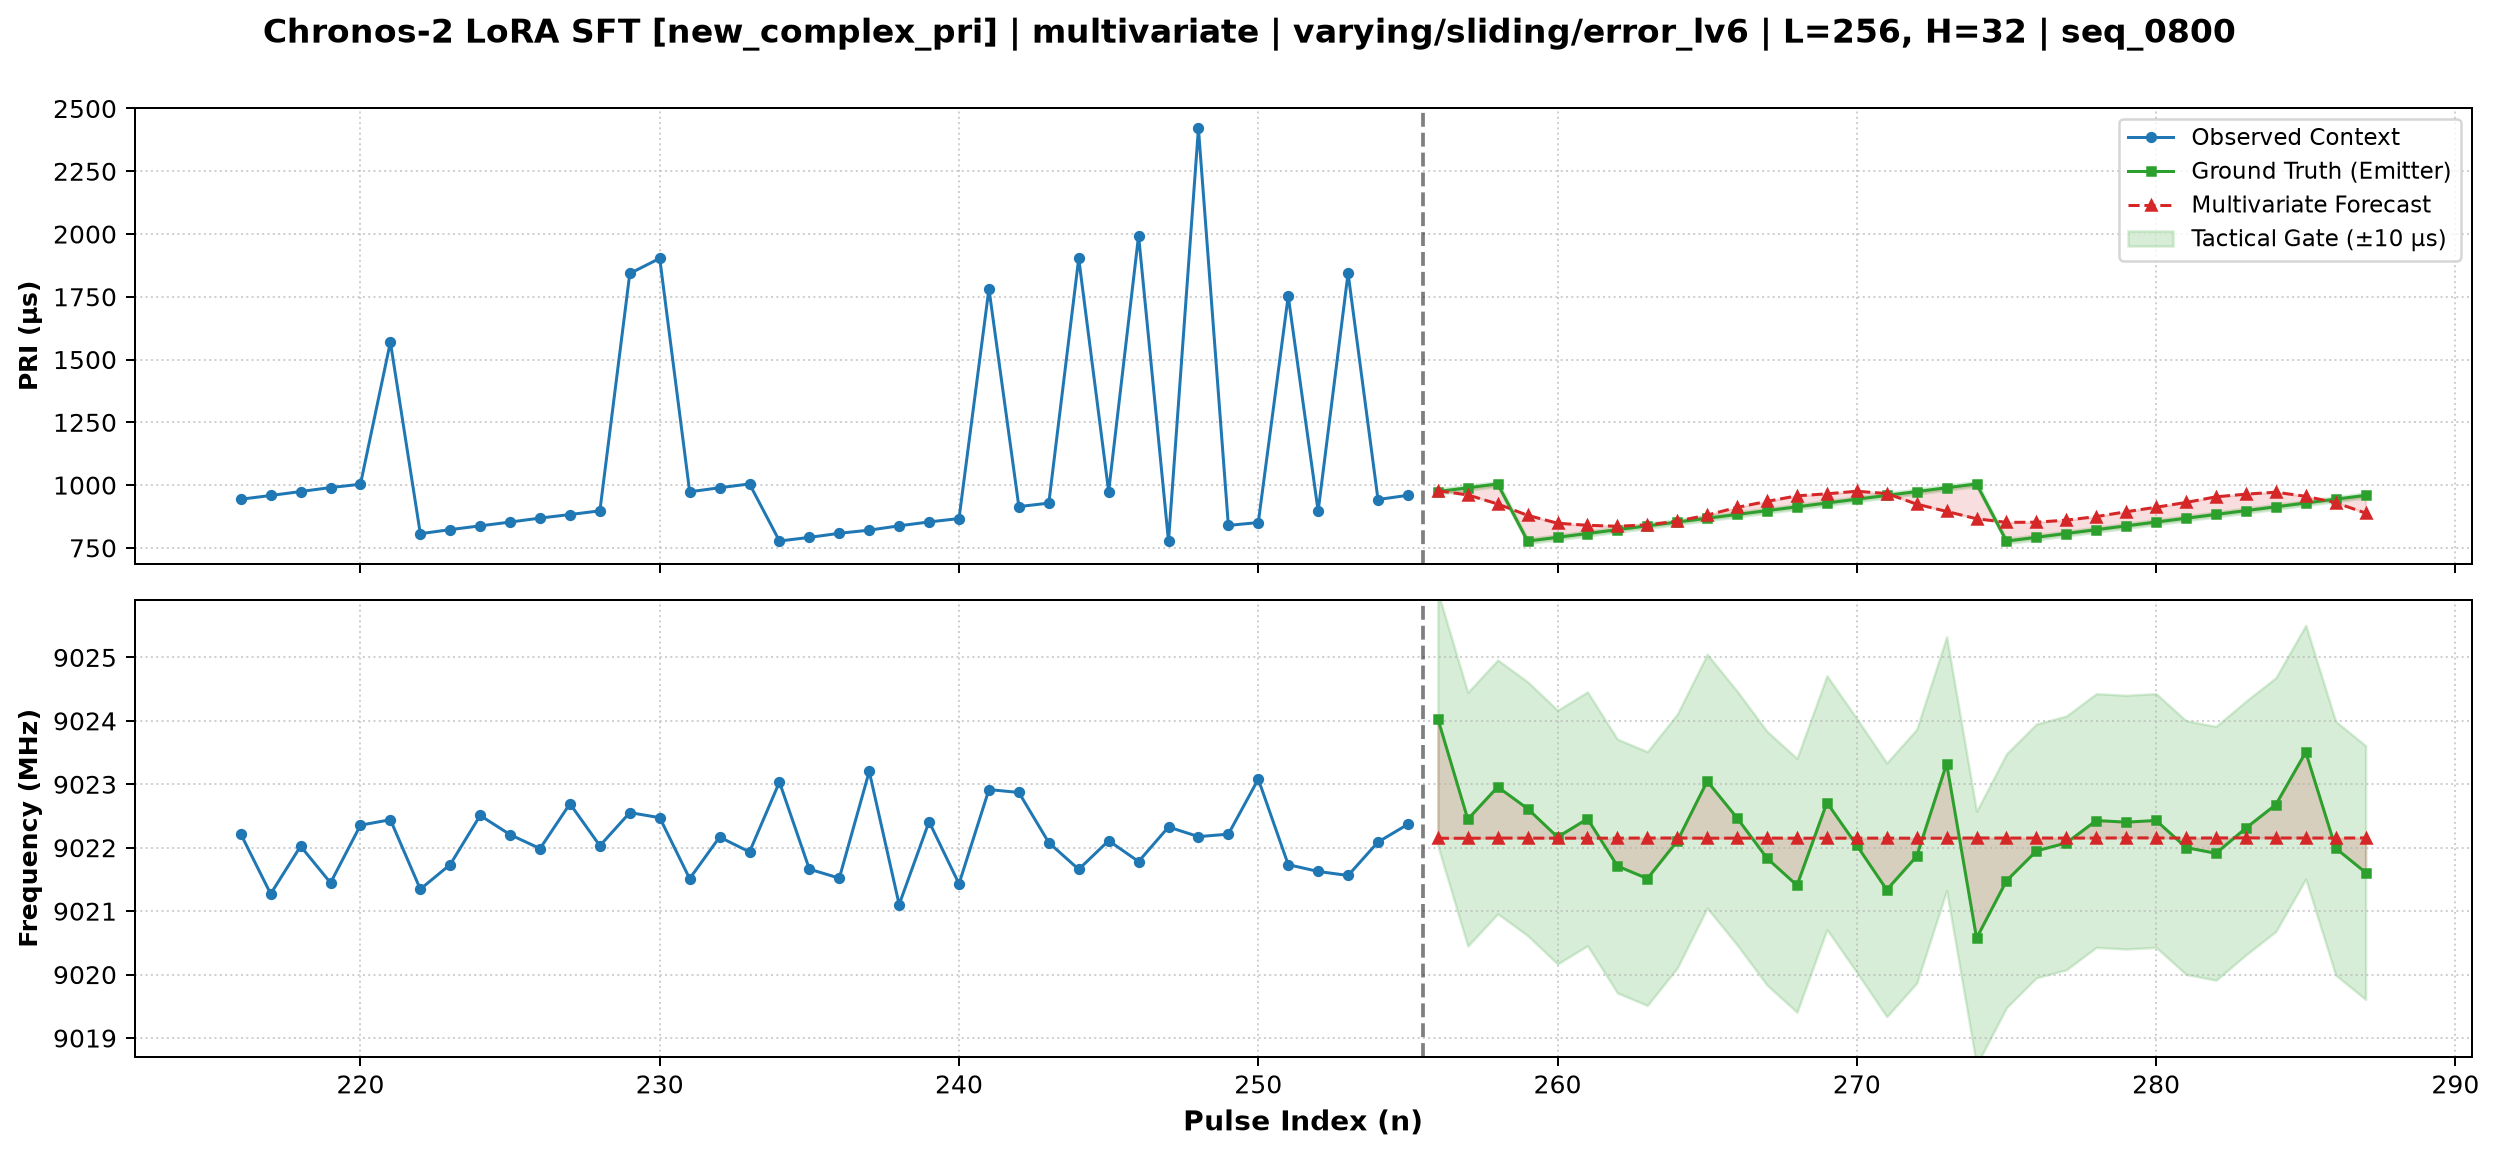 Chronos-2 LoRA SFT [new_complex_pri] | multivariate | varying/sliding/error_lv6 | L=256, H=32 | seq_0800
2500
2250
2000
1750
1500
1250
1000
750
PRI (µs)
Observed Context
Ground Truth (Emitter)
Multivariate Forecast
Tactical Gate (±10 µs)
9025
9024
9023
9022
9021
9020
9019
Frequency (MHz)
220 230 240 250 260 270 280 290
Pulse Index (n)